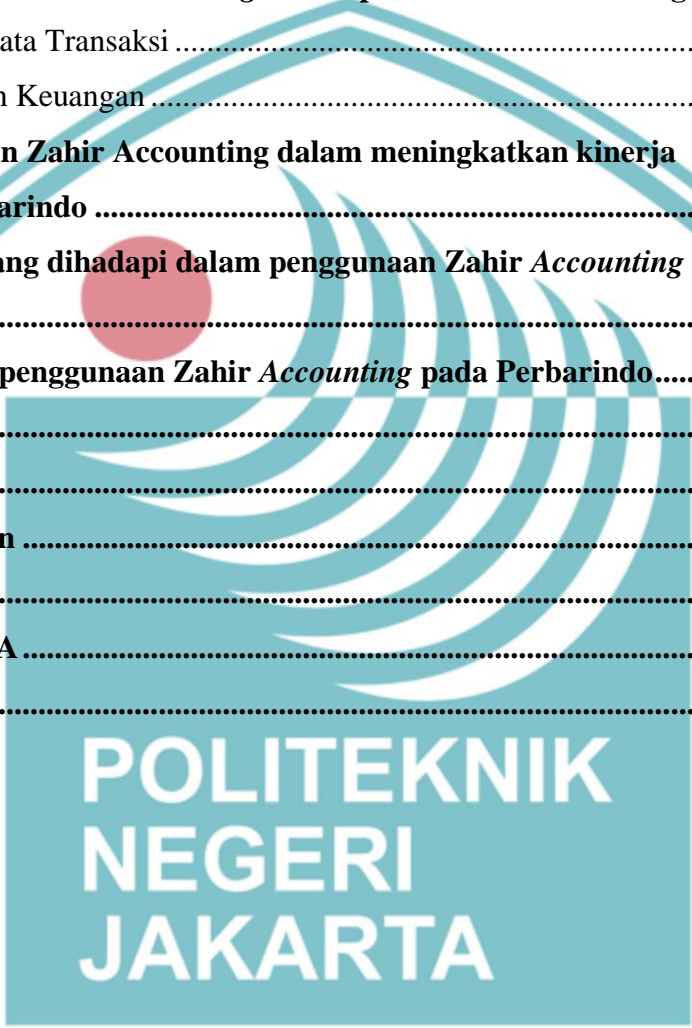 ata Transaksi ................................................................
n Keuangan ................................................................
an Zahir Accounting dalam meningkatkan kinerja
arindo ................................................................
ang dihadapi dalam penggunaan Zahir Accounting
................................................................
penggunaan Zahir Accounting pada Perbarindo......
................................................................
................................................................
n ................................................................
................................................................
A ................................................................
................................................................
POLITEKNIK
NEGERI
JAKARTA